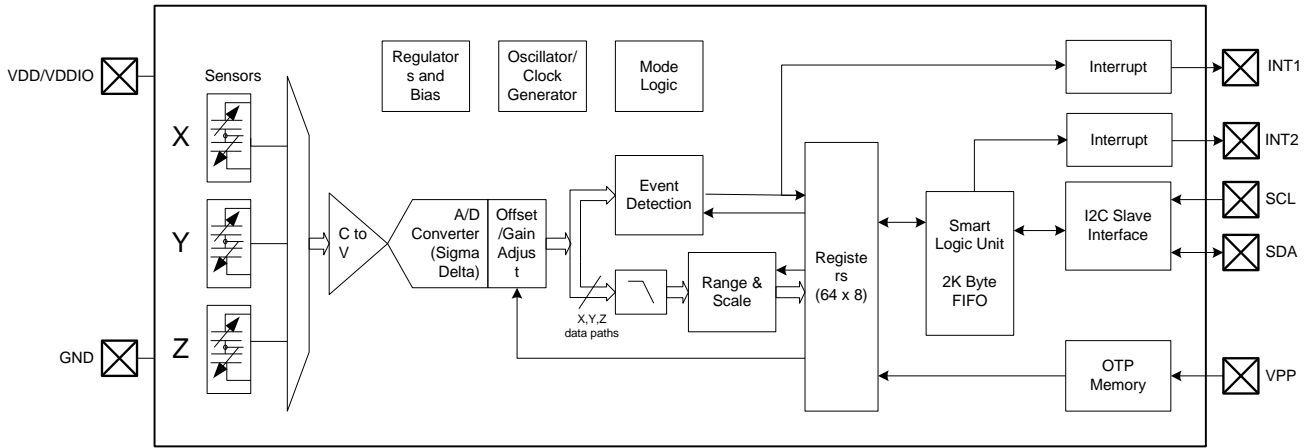 VDD/VDDIO
GND
Sensors
X
Y
Z
C to
V
A/D
Converter
(Sigma
Delta)
Offset
/Gain
Adjus
t
Regulator
s and
Bias
Oscillator/
Clock
Generator
Mode
Logic
Event
Detection
X,Y,Z
data paths
Range &
Scale
Registe
rs
(64 x 8)
Smart
Logic Unit
2K Byte
FIFO
Interrupt
Interrupt
I2C Slave
Interface
OTP
Memory
INT1
INT2
SCL
SDA
VPP